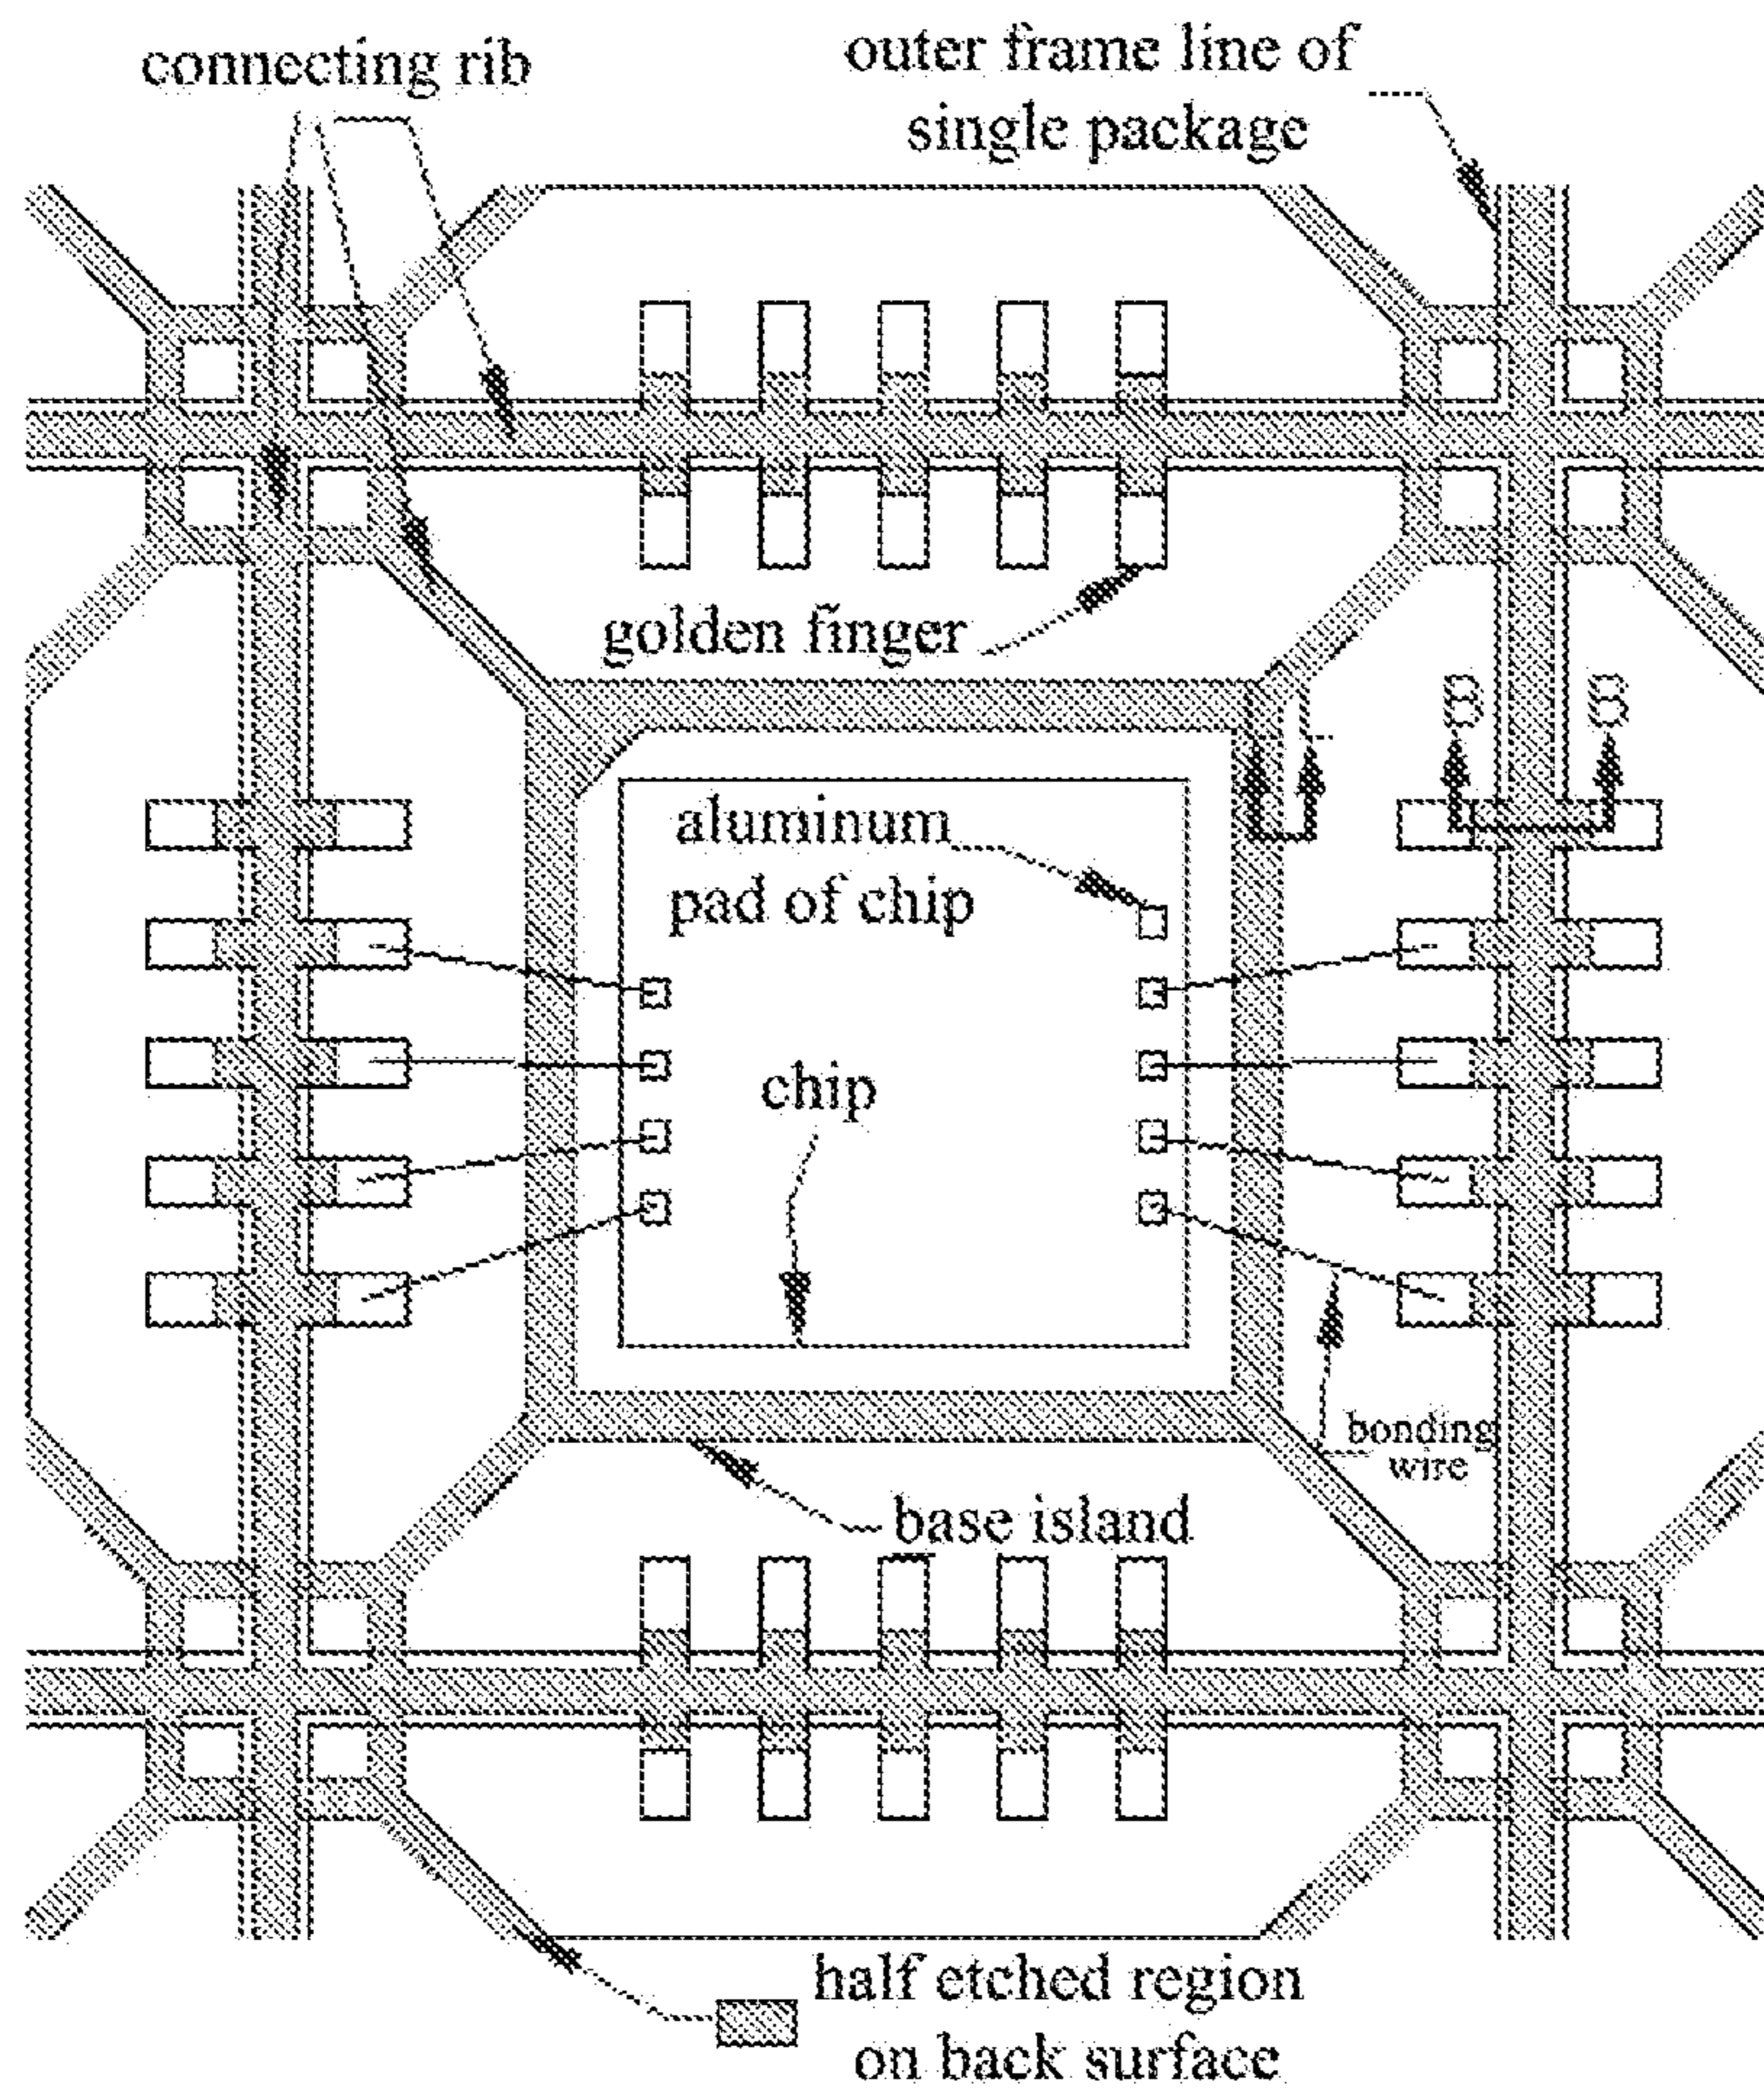 connecting rib
outer frame line of
single package
golden finger
B B
aluminum
pad of chip
chip
bonding
wire
base island
half etched region
on back surface